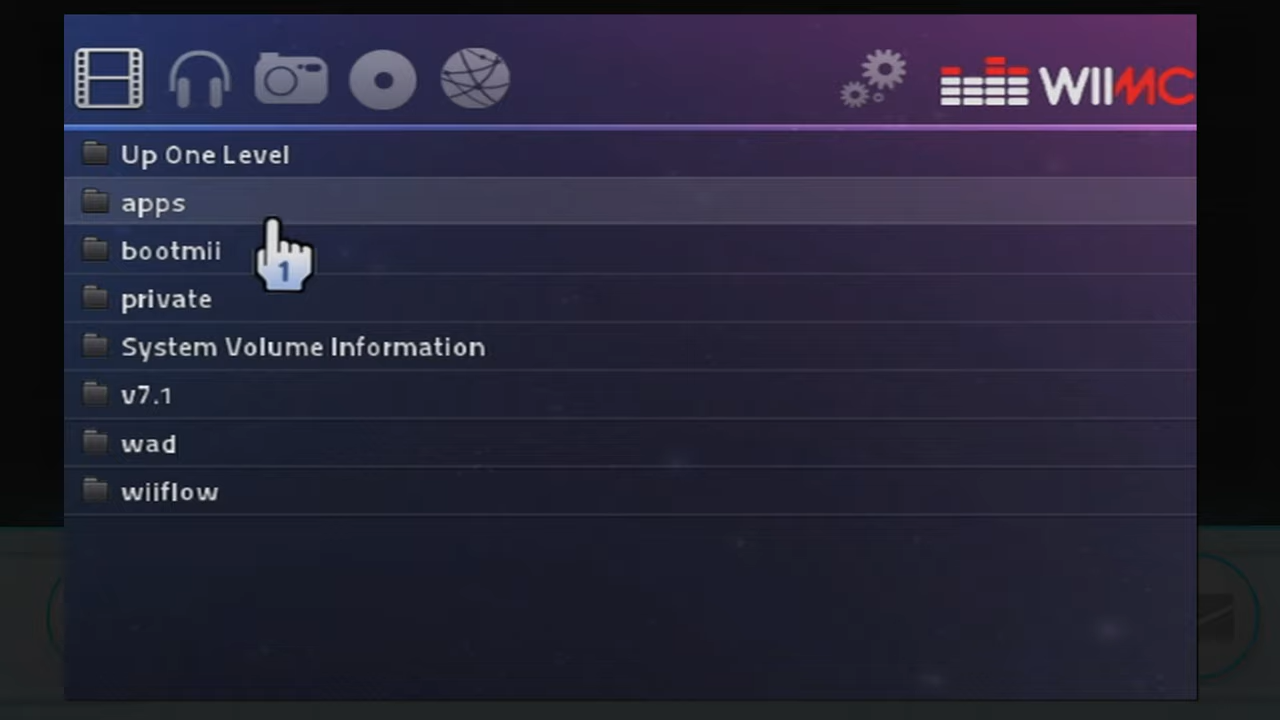 WIIMC
Up One Level
apps
bootmii
1
private
System Volume Information
v7.1
wad
wiiflow